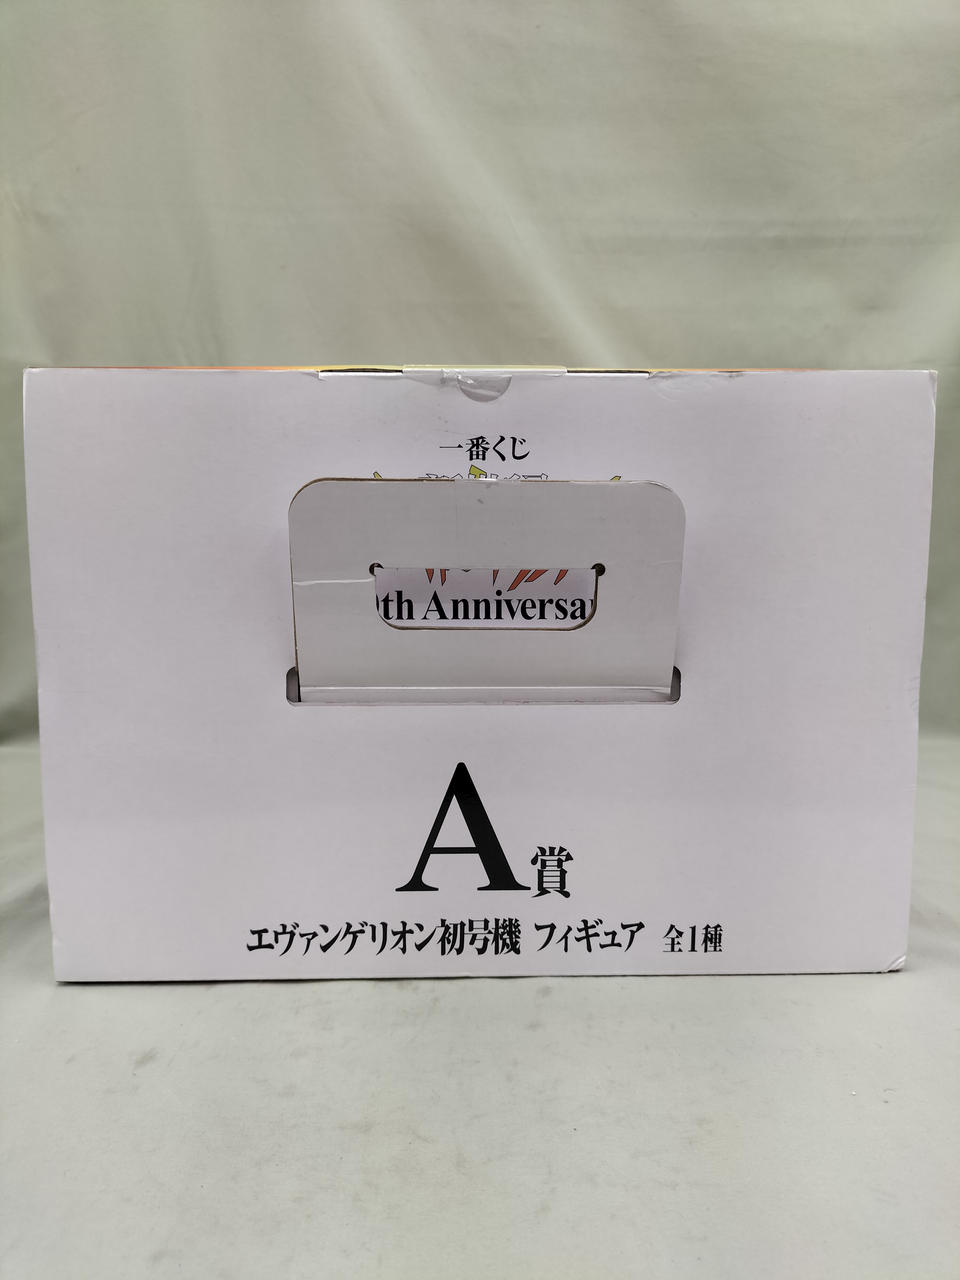 一番くじ
th Anniversa
A賞
エヴァンゲリオン初号機 フィギュア 全1種